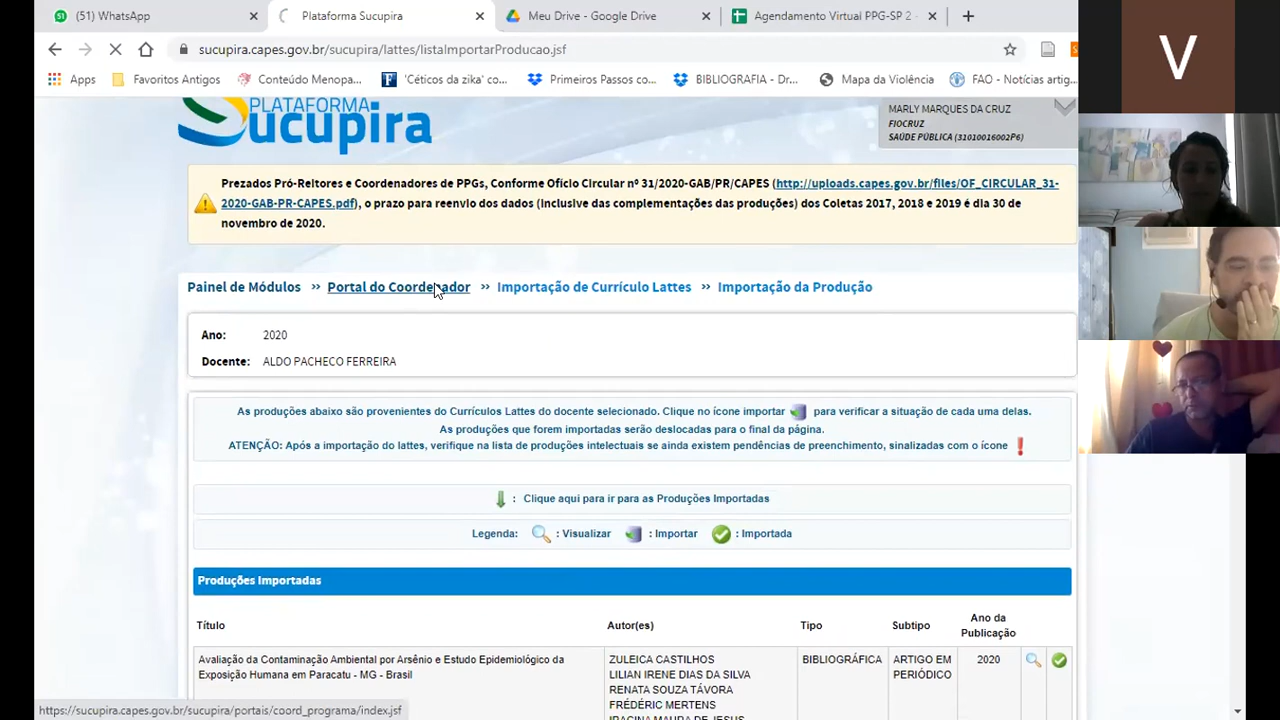 (51) WhatsApp
Plataforma Sucupira
Meu Drive - Google Drive
Agendamento Virtual PPG-SP 2 -
sucupira.capes.gov.br/sucupira/lattes/listaImportarProducao.jsf
Apps
Favoritos Antigos
Conteúdo Menopa...
'Céticos da zika' co...
Primeiros Passos co...
BIBLIOGRAFIA - Dr...
Mapa da Violência
FAO - Notícias artig...
PLATAFORMA
Sucupira
MARLY MARQUES DA CRUZ
FIOCRUZ
SAÚDE PÚBLICA (31010016002P6)
V
Prezados Pró-Reitores e Coordenadores de PPGs, Conforme Ofício Circular nº 31/2020-GAB/PR/CAPES (http://uploads.capes.gov.br/files/OF_CIRCULAR_31-
2020-GAB-PR-CAPES.pdf), o prazo para reenvio dos dados (inclusive das complementações das produções) dos Coletas 2017, 2018 e 2019 é dia 30 de
novembro de 2020.
Painel de Módulos » Portal do Coordenador » Importação de Currículo Lattes » Importação da Produção
Ano: 2020
Docente: ALDO PACHECO FERREIRA
As produções abaixo são provenientes do Currículos Lattes do docente selecionado. Clique no ícone importar para verificar a situação de cada uma delas.
As produções que forem importadas serão deslocadas para o final da página.
ATENÇÃO: Após a importação do lattes, verifique na lista de produções intelectuais se ainda existem pendências de preenchimento, sinalizadas com o ícone
: Clique aqui para ir para as Produções Importadas
Legenda: : Visualizar : Importar : Importada
Produções Importadas
Título Autor(es) Tipo Subtipo Ano da Publicação
Avaliação da Contaminação Ambiental por Arsênio e Estudo Epidemiológico da
Exposição Humana em Paracatu - MG - Brasil
ZULEICA CASTILHOS
LILIAN IRENE DIAS DA SILVA
RENATA SOUZA TÁVORA
FRÉDÉRIC MERTENS
IRACINA MAURA DE JESUS
BIBLIOGRÁFICA
ARTIGO EM
PERIÓDICO
2020
https://sucupira.capes.gov.br/sucupira/portais/coord_programa/index.jsf